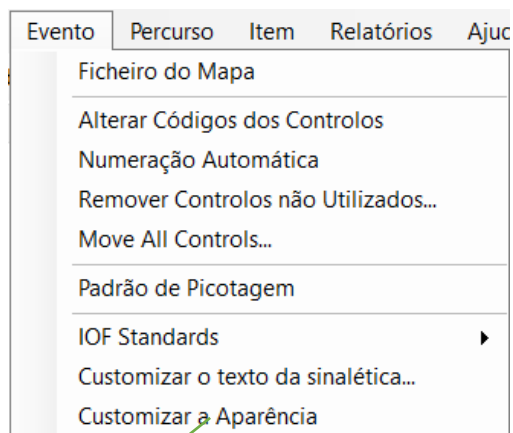 Evento Percurso Item Relatórios
Ficheiro do Mapa
Alterar Códigos dos Controlos
Numeração Automática
Remover Controlos não Utilizados...
Move All Controls...
Padrão de Picotagem
IOF Standards
Customizar o texto da sinalética...
Customizar a Aparência